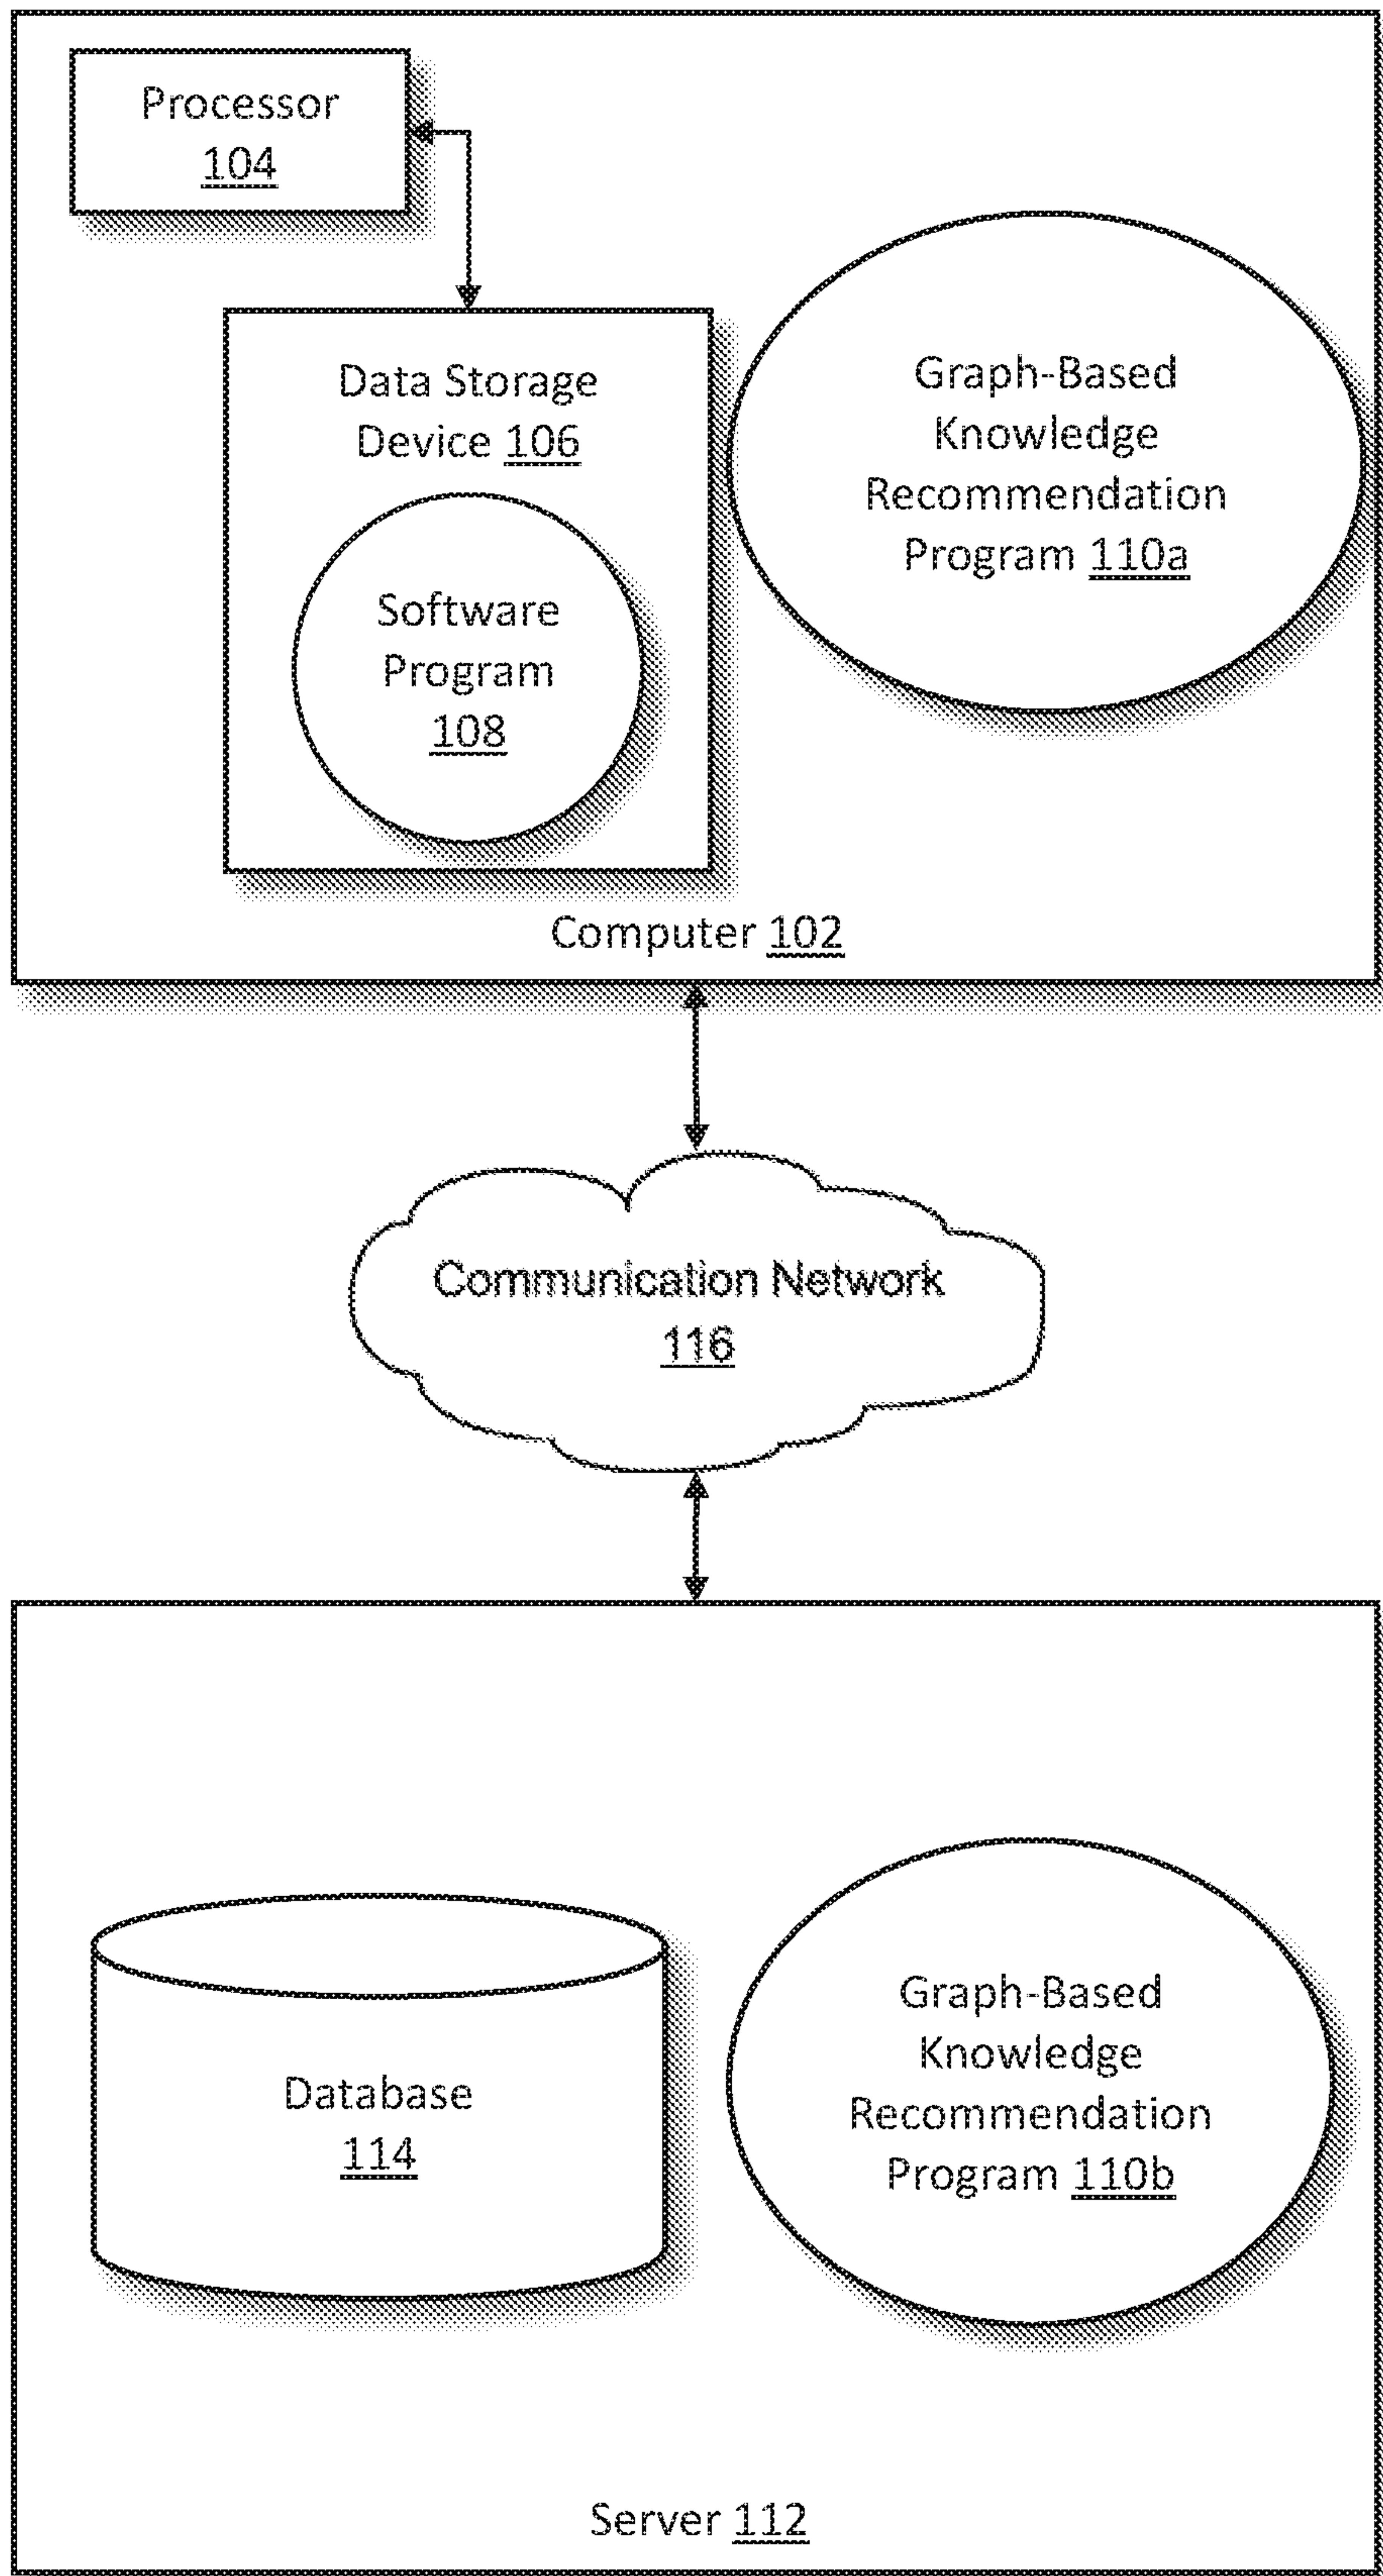 Processor
104
Data Storage
Device 106
Software
Program
108
Graph-Based
Knowledge
Recommendation
Program 110a
Computer 102
Communication Network
116
Database
114
Graph-Based
Knowledge
Recommendation
Program 110b
Server 112